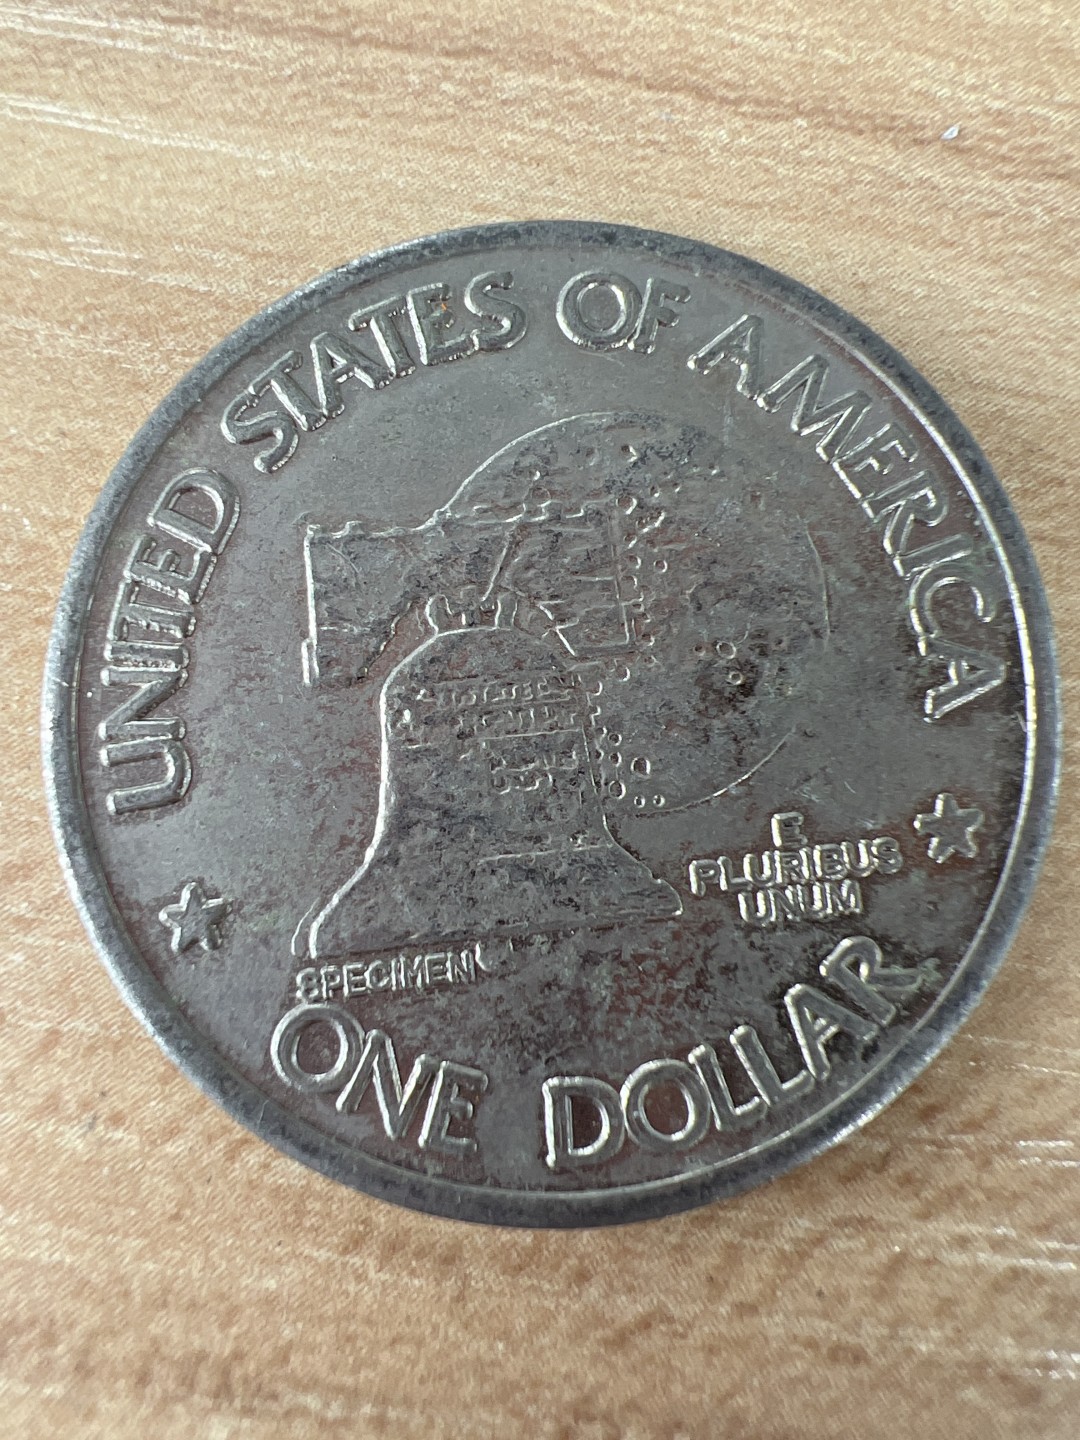 UNITED STATES OF AMERICA
E
PLURIBUS
UNUM
SPECIMEN
ONE DOLLAR